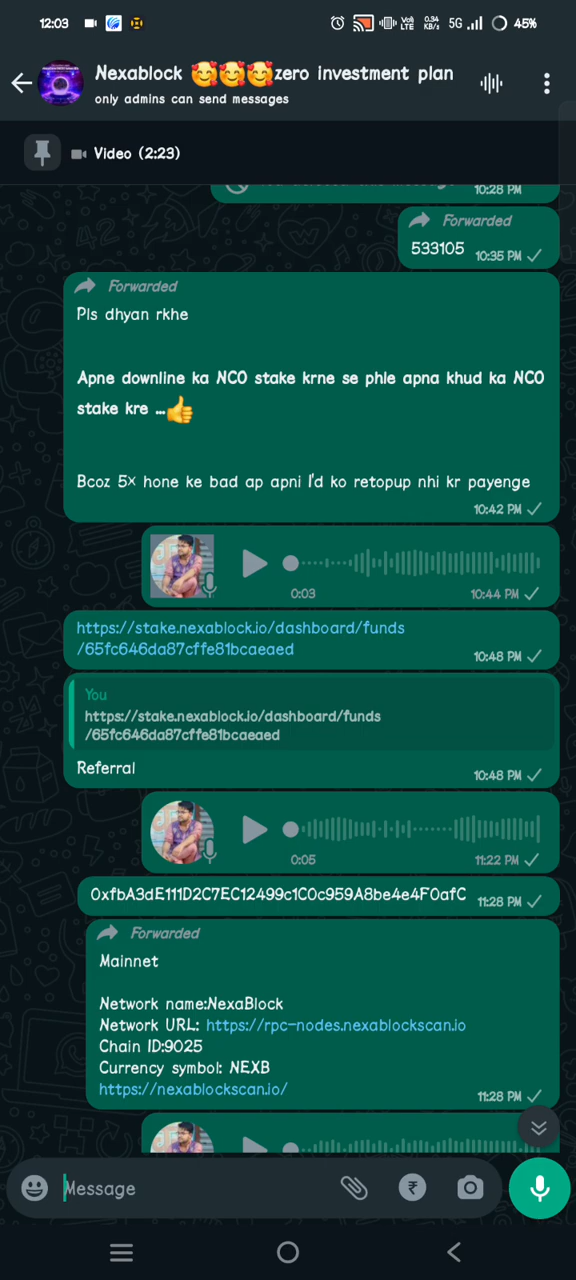 12:03
Vo)
LTE
0.34
KB/s
5G
45%
Nexablock 🥰🥰🥰zero investment plan
only admins can send messages
Video (2:23)
10:28 PM
Forwarded
533105
10:35 PM
Forwarded
Pls dhyan rkhe
Apne downline ka NCO stake krne se phle apna khud ka NCO
stake kre ...👍
Bcoz 5× hone ke bad ap apni I'd ko retopup nhi kr payenge
10:42 PM
0:03
10:44 PM
https://stake.nexablock.io/dashboard/funds
/65fc646da87cffe81bcaeaed
10:48 PM
You
https://stake.nexablock.io/dashboard/funds
/65fc646da87cffe81bcaeaed
Referral
10:48 PM
0:05
11:22 PM
0xfbA3dE111D2C7EC12499c1C0c959A8be4e4F0afC
11:28 PM
Forwarded
Mainnet
Network name:NexaBlock
Network URL: https://rpc-nodes.nexablockscan.io
Chain ID:9025
Currency symbol: NEXB
https://nexablockscan.io/
11:28 PM
Message